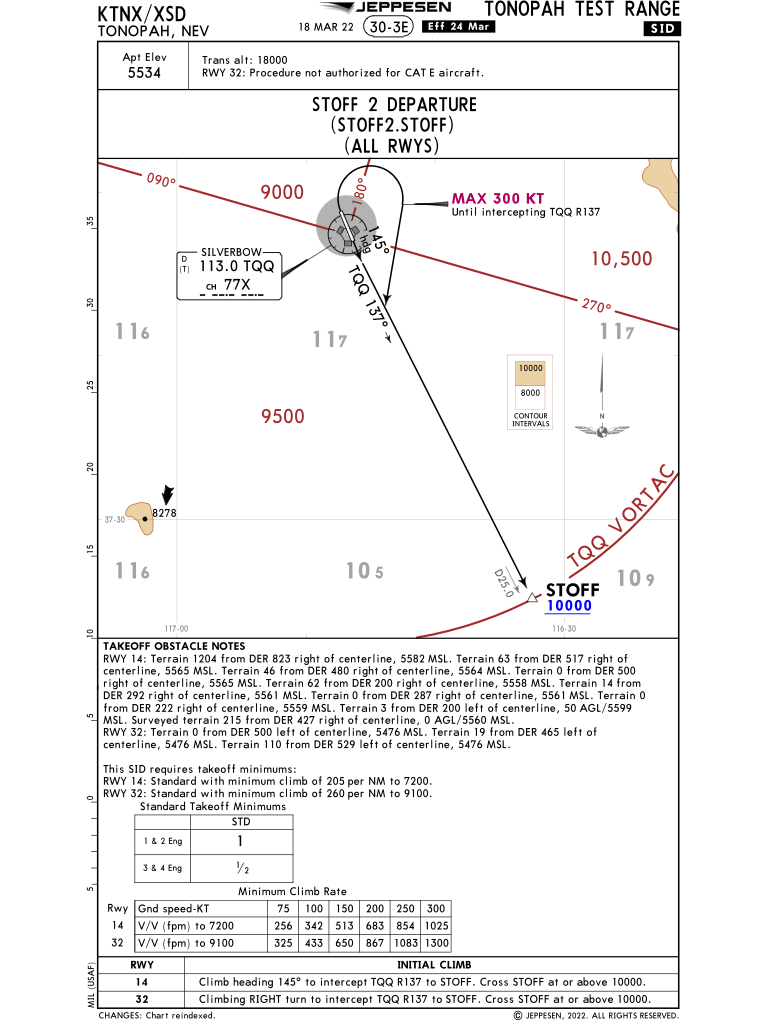 KTNX/XSD
TONOPAH, NEV
JEPPESEN
18 MAR 22
30-3E
Eff 24 Mar
TONOPAH TEST RANGE
SID
Apt Elev
5534
Trans alt: 18000
RWY 32: Procedure not authorized for CAT E aircraft.
STOFF 2 DEPARTURE
(STOFF2.STOFF)
(ALL RWYS)
090°
9000
180°
MAX 300 KT
Until intercepting TQQ R137
35
145°
hdg
SILVERBOW
D
(T)
113.0 TQQ
CH 77X
10,500
TQQ 137°
270°
30
116
117
117
10000
8000
CONTOUR
INTERVALS
N
25
9500
20
8278
37-30
TQQ VORTAC
15
116
105
109
D25.0
STOFF
10000
117-00
116-30
10
TAKEOFF OBSTACLE NOTES
RWY 14: Terrain 1204 from DER 823 right of centerline, 5582 MSL. Terrain 63 from DER 517 right of
centerline, 5565 MSL. Terrain 46 from DER 480 right of centerline, 5564 MSL. Terrain 0 from DER 500
right of centerline, 5565 MSL. Terrain 62 from DER 200 right of centerline, 5558 MSL. Terrain 14 from
DER 292 right of centerline, 5561 MSL. Terrain 0 from DER 287 right of centerline, 5561 MSL. Terrain 0
from DER 222 right of centerline, 5559 MSL. Terrain 3 from DER 200 left of centerline, 50 AGL/5599
MSL. Surveyed terrain 215 from DER 427 right of centerline, 0 AGL/5560 MSL.
RWY 32: Terrain 0 from DER 500 left of centerline, 5476 MSL. Terrain 19 from DER 465 left of
centerline, 5476 MSL. Terrain 110 from DER 529 left of centerline, 5476 MSL.
5
This SID requires takeoff minimums:
RWY 14: Standard with minimum climb of 205 per NM to 7200.
RWY 32: Standard with minimum climb of 260 per NM to 9100.
0
Standard Takeoff Minimums
STD
1 & 2 Eng 1
3 & 4 Eng 1/2
5
Minimum Climb Rate
Rwy Gnd speed-KT 75 100 150 200 250 300
14 V/V (fpm) to 7200 256 342 513 683 854 1025
32 V/V (fpm) to 9100 325 433 650 867 1083 1300
MIL (USAF)
RWY INITIAL CLIMB
14 Climb heading 145° to intercept TQQ R137 to STOFF. Cross STOFF at or above 10000.
32 Climbing RIGHT turn to intercept TQQ R137 to STOFF. Cross STOFF at or above 10000.
CHANGES: Chart reindexed.
© JEPPESEN, 2022. ALL RIGHTS RESERVED.